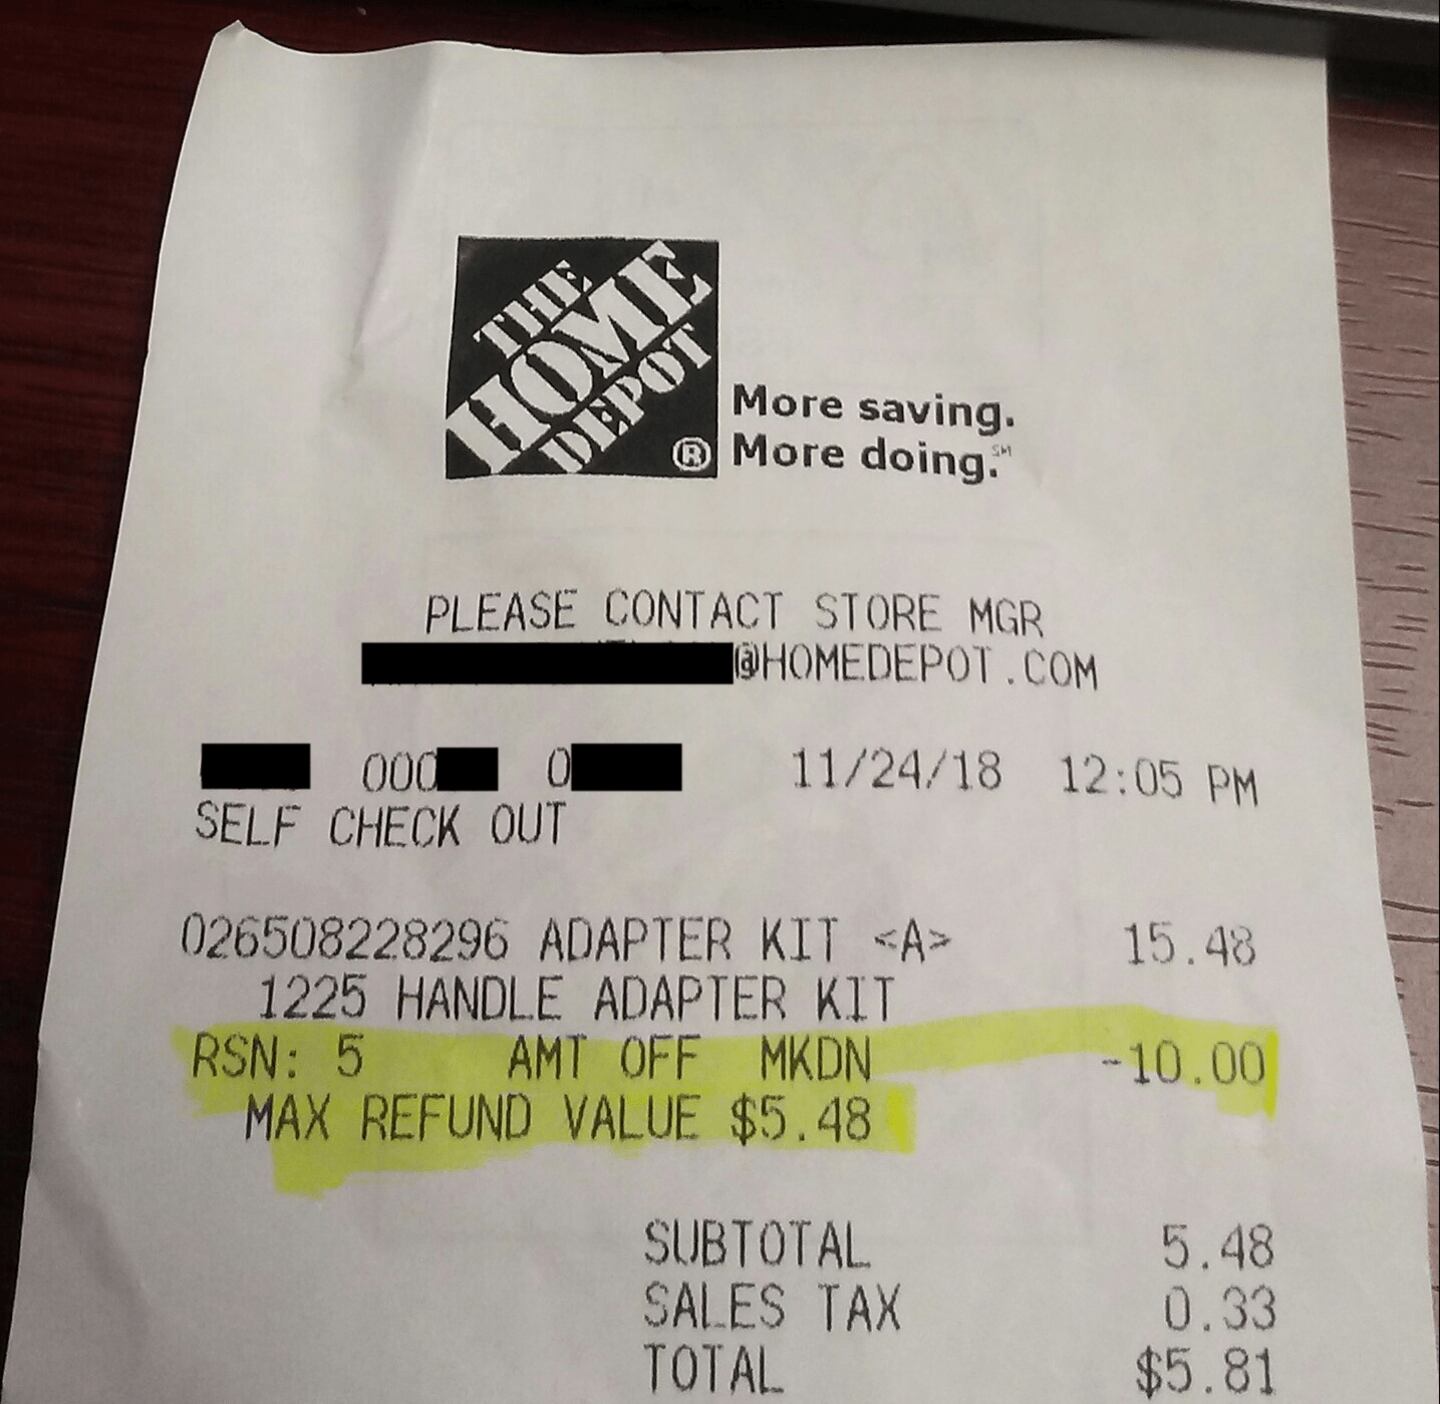 THE
HOME
DEPOT
®
More saving.
More doing.℠
PLEASE CONTACT STORE MGR
@HOMEDEPOT.COM
000 0 11/24/18 12:05 PM
SELF CHECK OUT
026508228296 ADAPTER KIT <A> 15.48
1225 HANDLE ADAPTER KIT
RSN: 5 AMT OFF MKDN -10.00
MAX REFUND VALUE $5.48
SUBTOTAL 5.48
SALES TAX 0.33
TOTAL $5.81